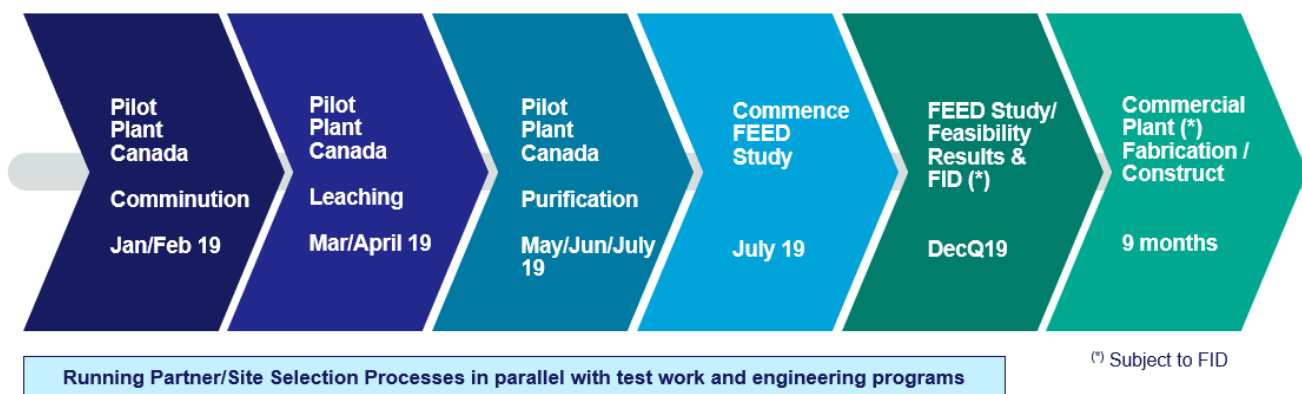 Pilot
Plant
Canada
Comminution
Jan/Feb 19
Pilot
Plant
Canada
Leaching
Mar/April 19
Pilot
Plant
Canada
Purification
May/Jun/July
19
Commence
FEED
Study
July 19
FEED Study/
Feasibility
Results &
FID (*)
DecQ19
Commercial
Plant (*)
Fabrication /
Construct
9 months
Running Partner/Site Selection Processes in parallel with test work and engineering programs
(*) Subject to FID